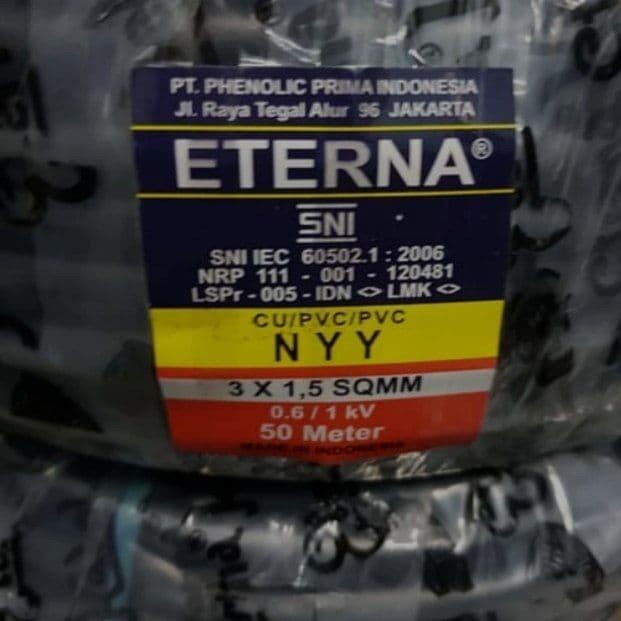 PT. PHENOLIC PRIMA INDONESIA
Jl. Raya Tegal Alur 96 JAKARTA
ETERNA®
SNI
SNI IEC 60502.1 : 2006
NRP 111 - 001 - 120481
LSPr - 005 - IDN <> LMK <>
CU/PVC/PVC
NYY
3 X 1,5 SQMM
0.6 / 1 kV
50 Meter
MADE IN INDONESIA